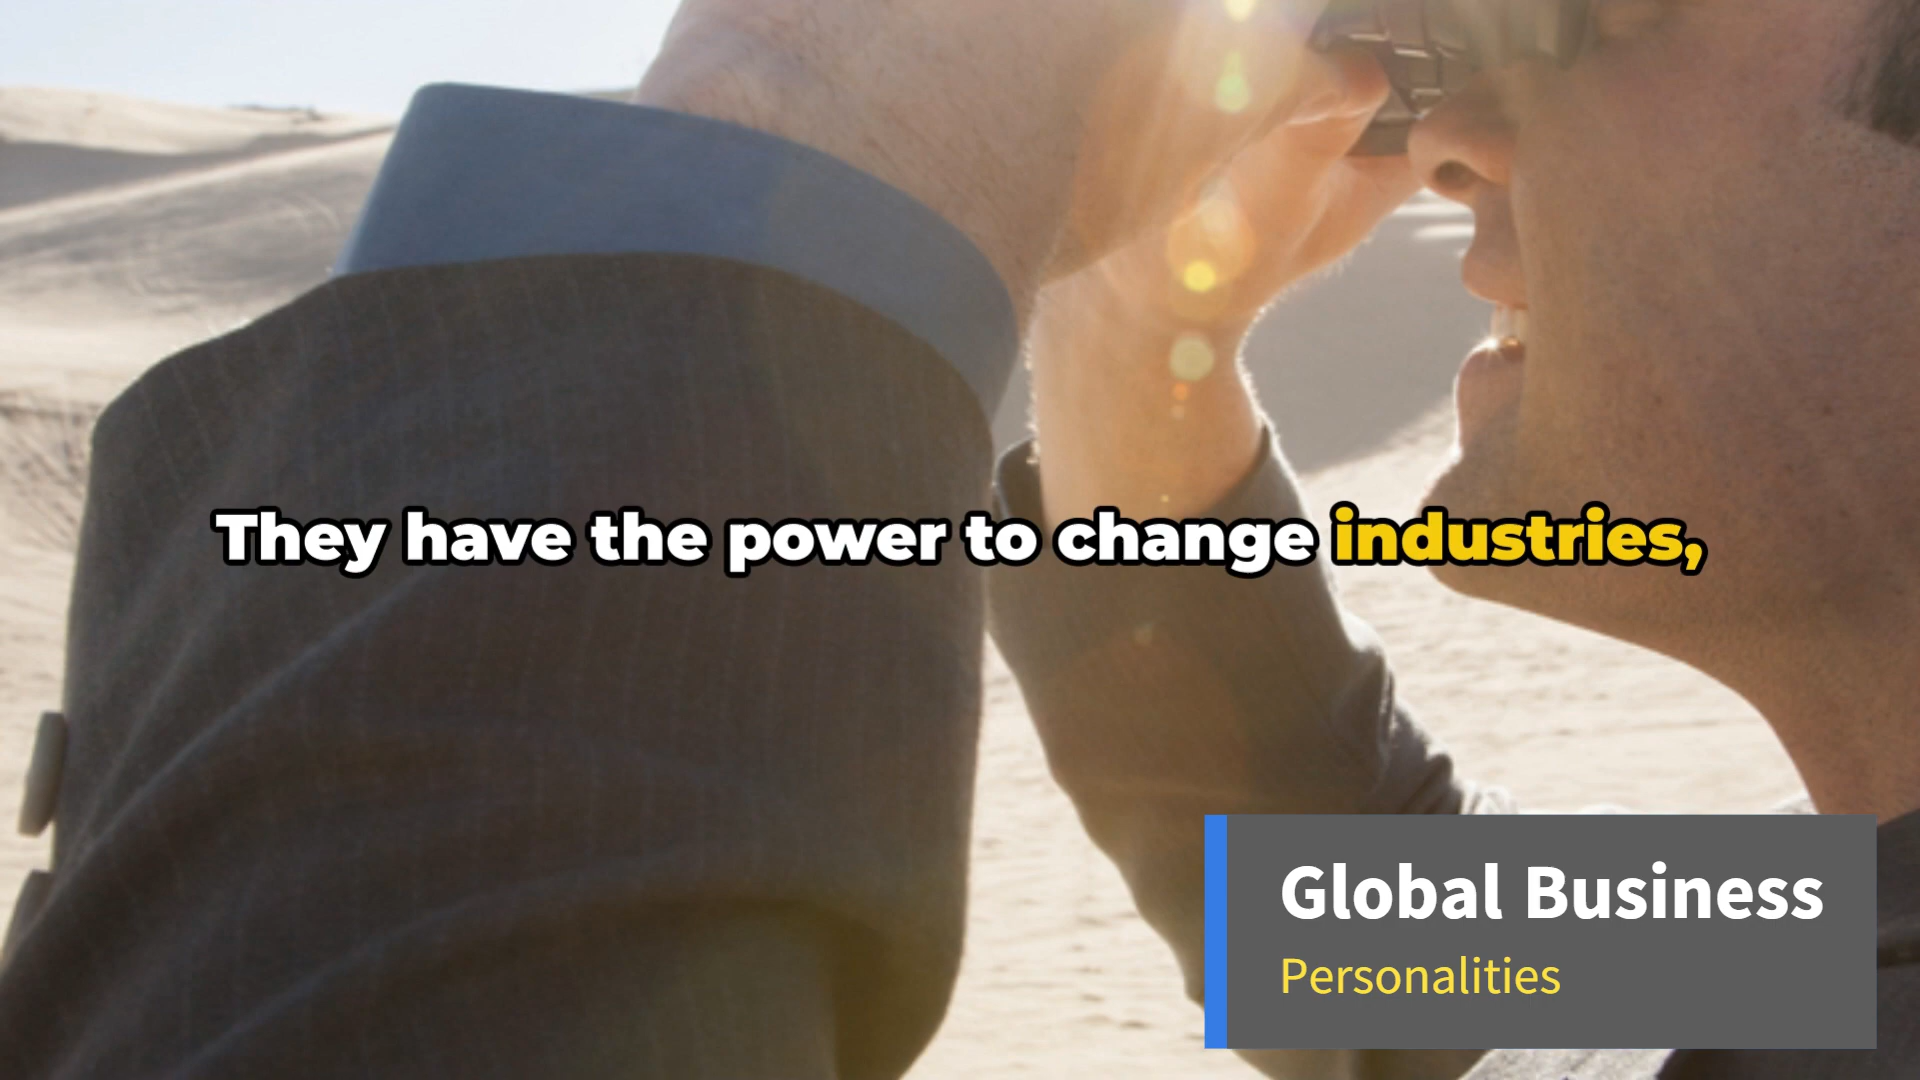 They have the power to change industries,
Global Business
Personalities